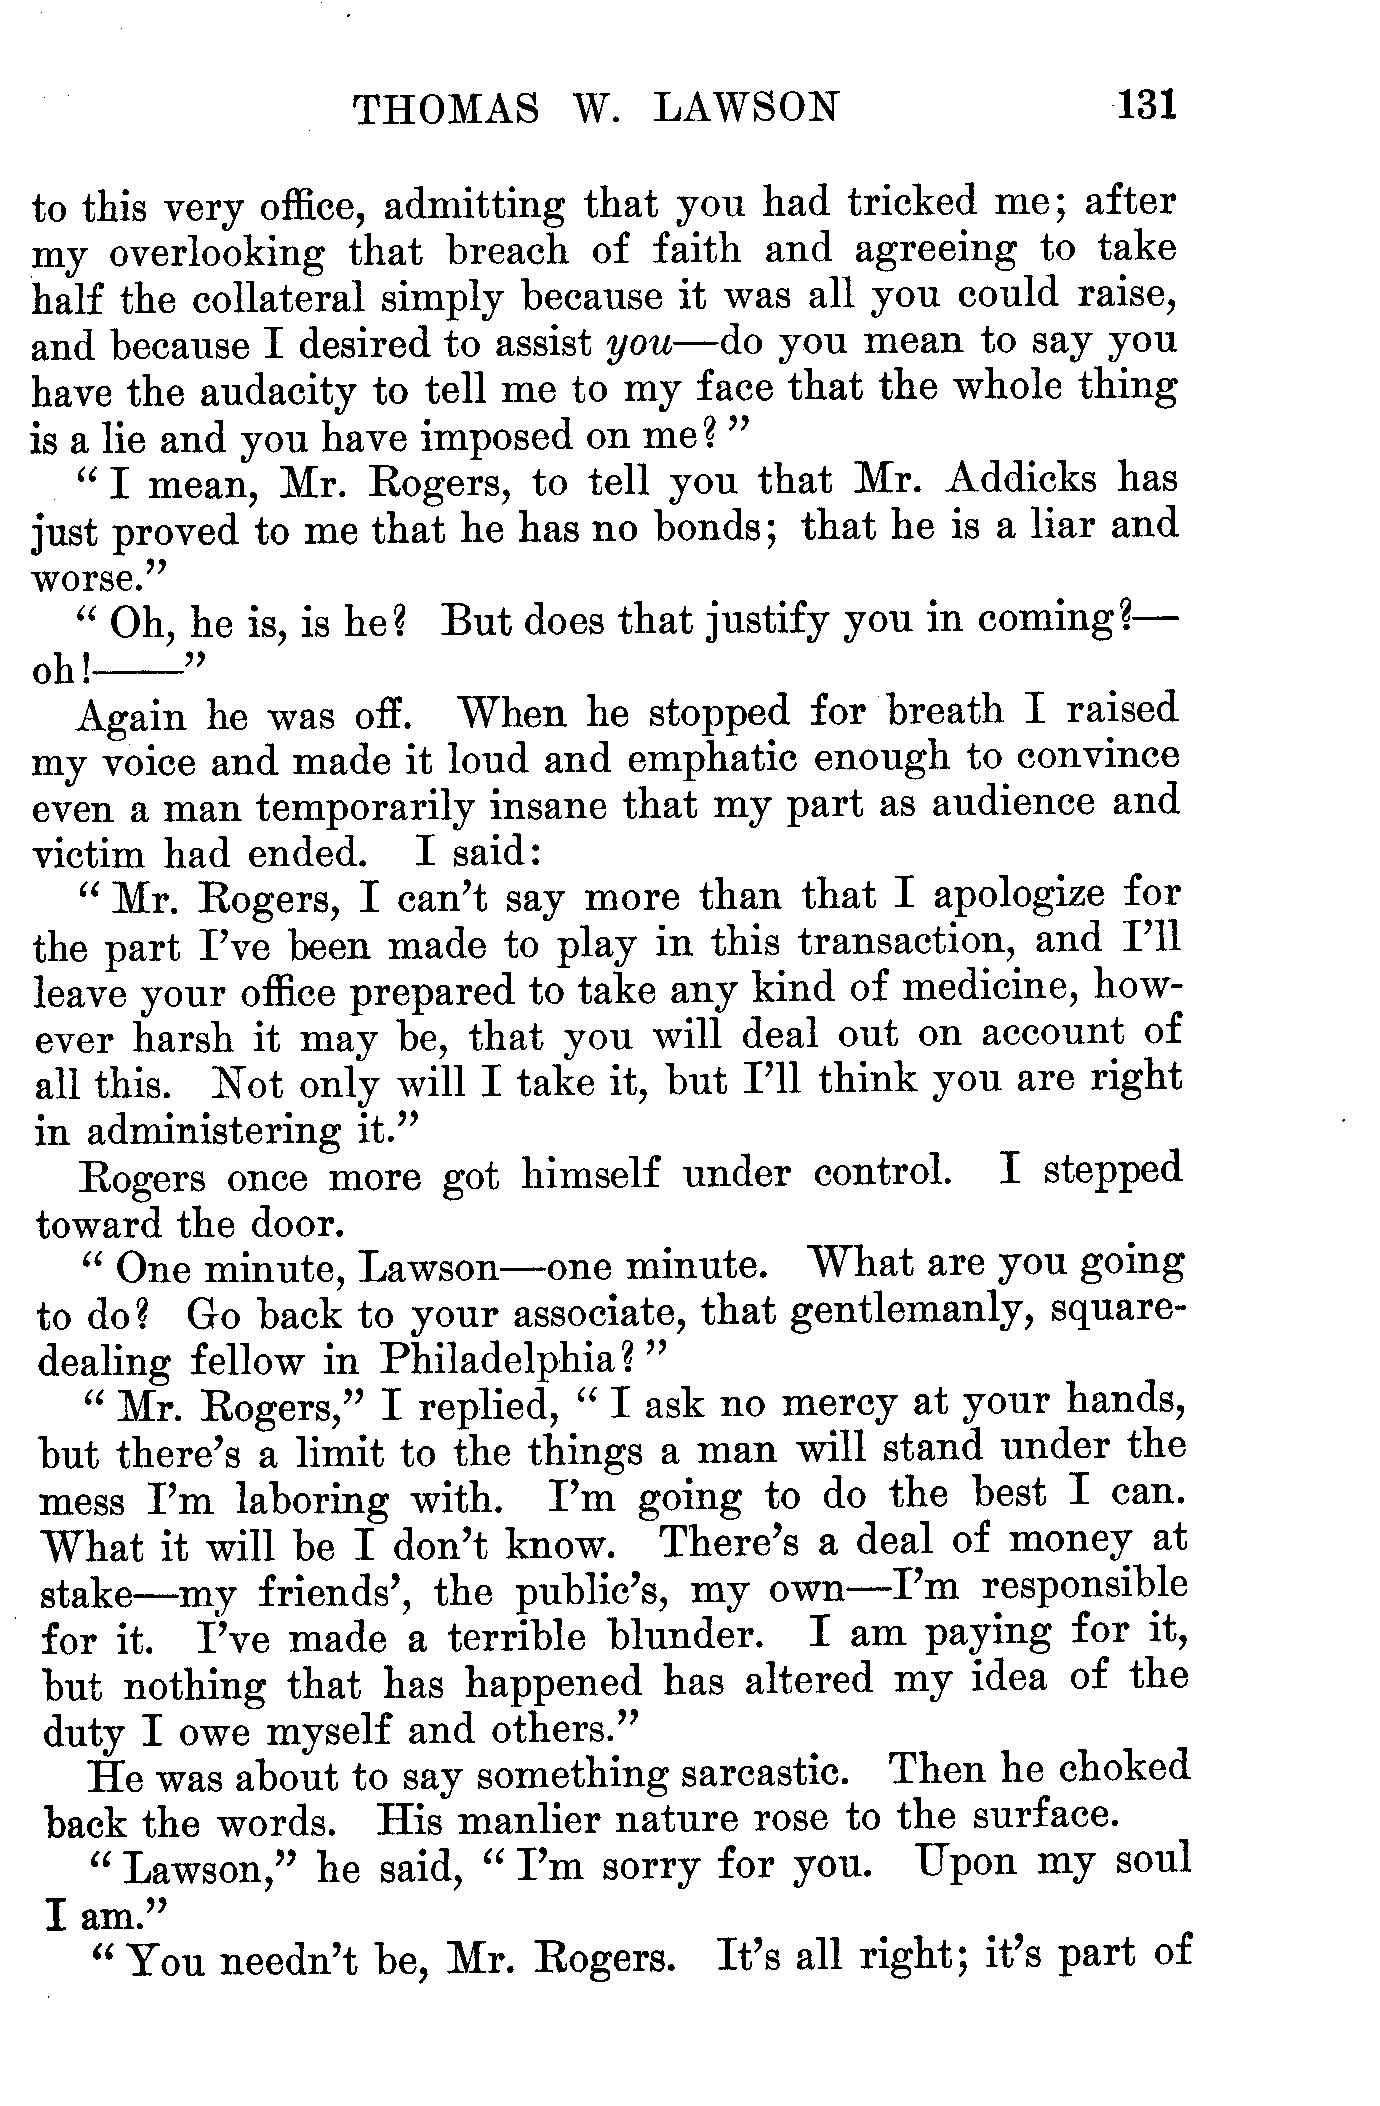 THOMAS W. LAWSON 131
to this very office, admitting that you had tricked me; after
my overlooking that breach of faith and agreeing to take
half the collateral simply because it was all you could raise,
and because I desired to assist you—do you mean to say you
have the audacity to tell me to my face that the whole thing
is a lie and you have imposed on me?”
“I mean, Mr. Rogers, to tell you that Mr. Addicks has
just proved to me that he has no bonds; that he is a liar and
worse.”
“Oh, he is, is he? But does that justify you in coming?—
oh!——”
Again he was off. When he stopped for breath I raised
my voice and made it loud and emphatic enough to convince
even a man temporarily insane that my part as audience and
victim had ended. I said:
“Mr. Rogers, I can’t say more than that I apologize for
the part I’ve been made to play in this transaction, and I’ll
leave your office prepared to take any kind of medicine, how-
ever harsh it may be, that you will deal out on account of
all this. Not only will I take it, but I’ll think you are right
in administering it.”
Rogers once more got himself under control. I stepped
toward the door.
“One minute, Lawson—one minute. What are you going
to do? Go back to your associate, that gentlemanly, square-
dealing fellow in Philadelphia?”
“Mr. Rogers,” I replied, “I ask no mercy at your hands,
but there’s a limit to the things a man will stand under the
mess I’m laboring with. I’m going to do the best I can.
What it will be I don’t know. There’s a deal of money at
stake—my friends’, the public’s, my own—I’m responsible
for it. I’ve made a terrible blunder. I am paying for it,
but nothing that has happened has altered my idea of the
duty I owe myself and others.”
He was about to say something sarcastic. Then he choked
back the words. His manlier nature rose to the surface.
“Lawson,” he said, “I’m sorry for you. Upon my soul
I am.”
“You needn’t be, Mr. Rogers. It’s all right; it’s part of